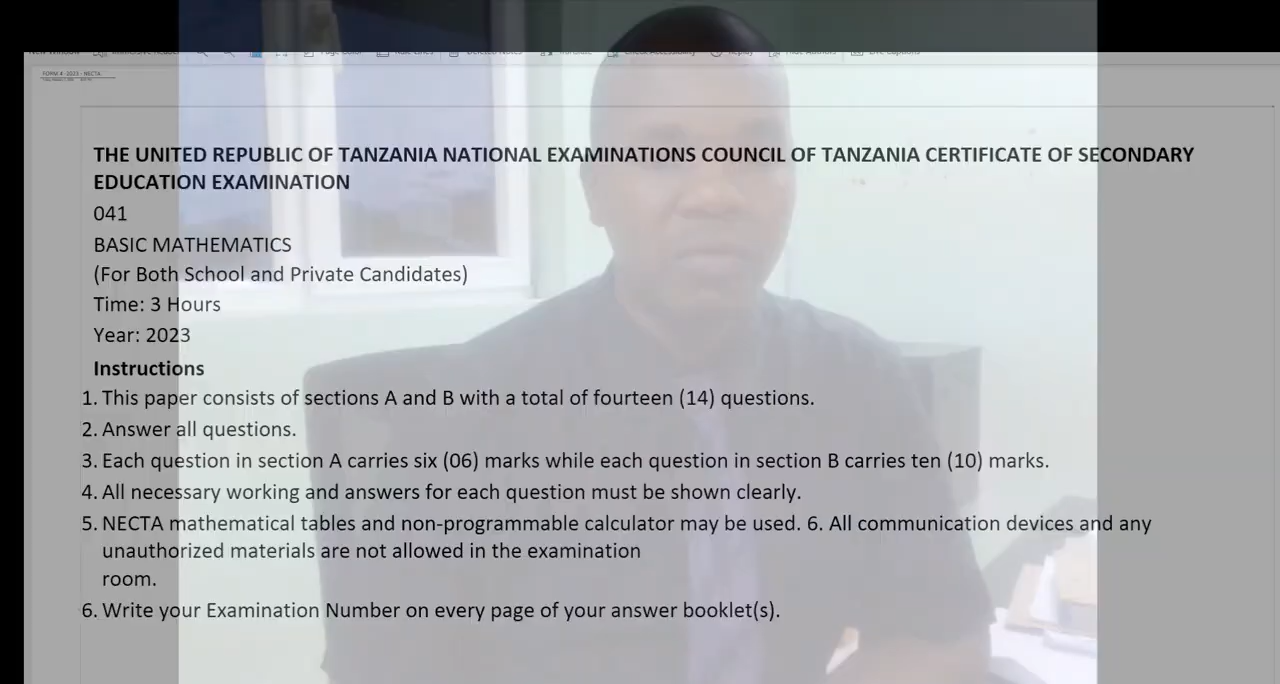 FORM 4 -2023 - NECTA.
THE UNITED REPUBLIC OF TANZANIA NATIONAL EXAMINATIONS COUNCIL OF TANZANIA CERTIFICATE OF SECONDARY
EDUCATION EXAMINATION
041
BASIC MATHEMATICS
(For Both School and Private Candidates)
Time: 3 Hours
Year: 2023
Instructions
1. This paper consists of sections A and B with a total of fourteen (14) questions.
2. Answer all questions.
3. Each question in section A carries six (06) marks while each question in section B carries ten (10) marks.
4. All necessary working and answers for each question must be shown clearly.
5. NECTA mathematical tables and non-programmable calculator may be used. 6. All communication devices and any
unauthorized materials are not allowed in the examination
room.
6. Write your Examination Number on every page of your answer booklet(s).